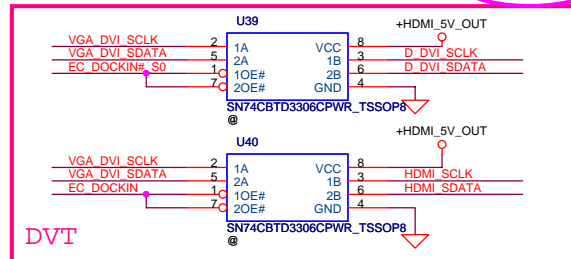 U39
+HDMI_5V_OUT
VGA_DVI_SCLK 2 1A VCC 8
VGA_DVI_SDATA 5 2A 1B 3 D_DVI_SCLK
EC_DOCKIN#_S0 1 1OE# 2B 6 D_DVI_SDATA
7 2OE# GND 4
SN74CBTD3306CPWR_TSSOP8
@
U40
+HDMI_5V_OUT
VGA_DVI_SCLK 2 1A VCC 8
VGA_DVI_SDATA 5 2A 1B 3 HDMI_SCLK
EC_DOCKIN 1 1OE# 2B 6 HDMI_SDATA
7 2OE# GND 4
SN74CBTD3306CPWR_TSSOP8
@
DVT